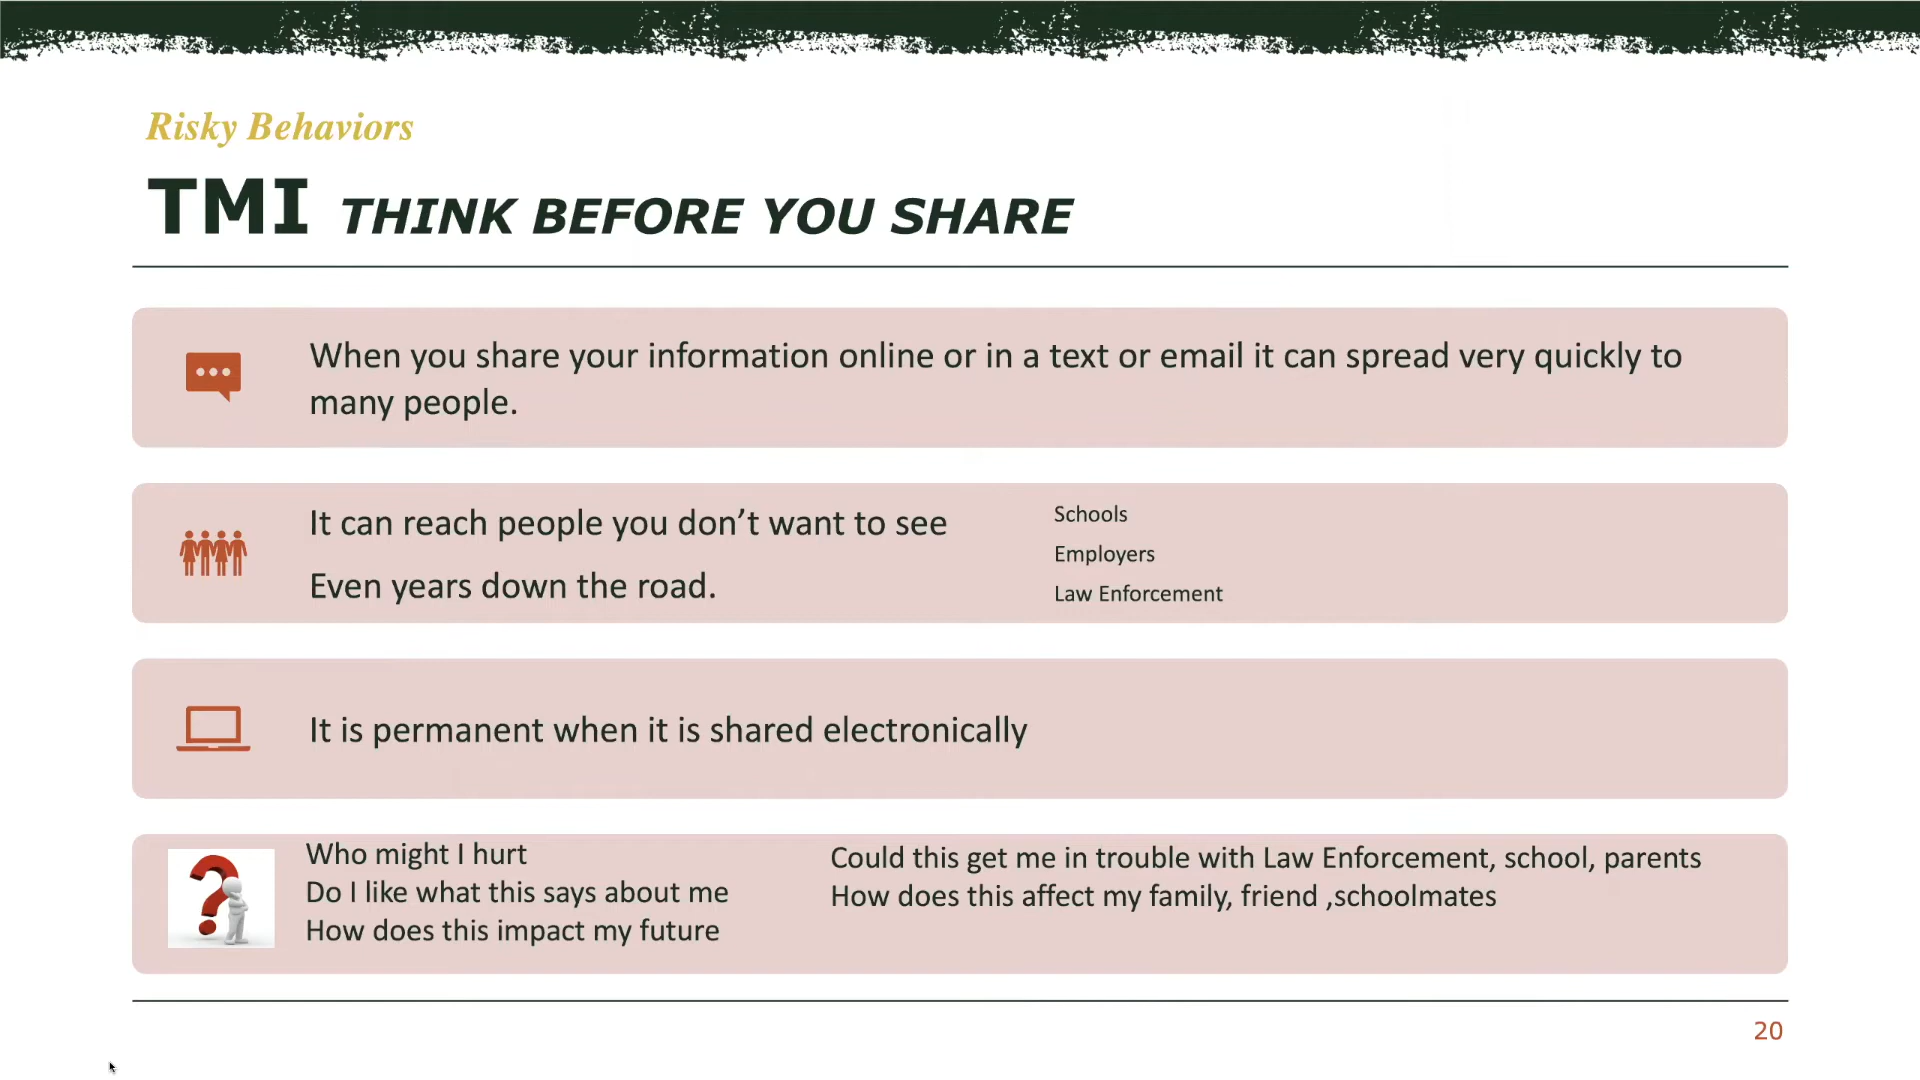 Risky Behaviors
TMI THINK BEFORE YOU SHARE
When you share your information online or in a text or email it can spread very quickly to
many people.
It can reach people you don’t want to see
Even years down the road.
Schools
Employers
Law Enforcement
It is permanent when it is shared electronically
Who might I hurt
Do I like what this says about me
How does this impact my future
Could this get me in trouble with Law Enforcement, school, parents
How does this affect my family, friend ,schoolmates
20